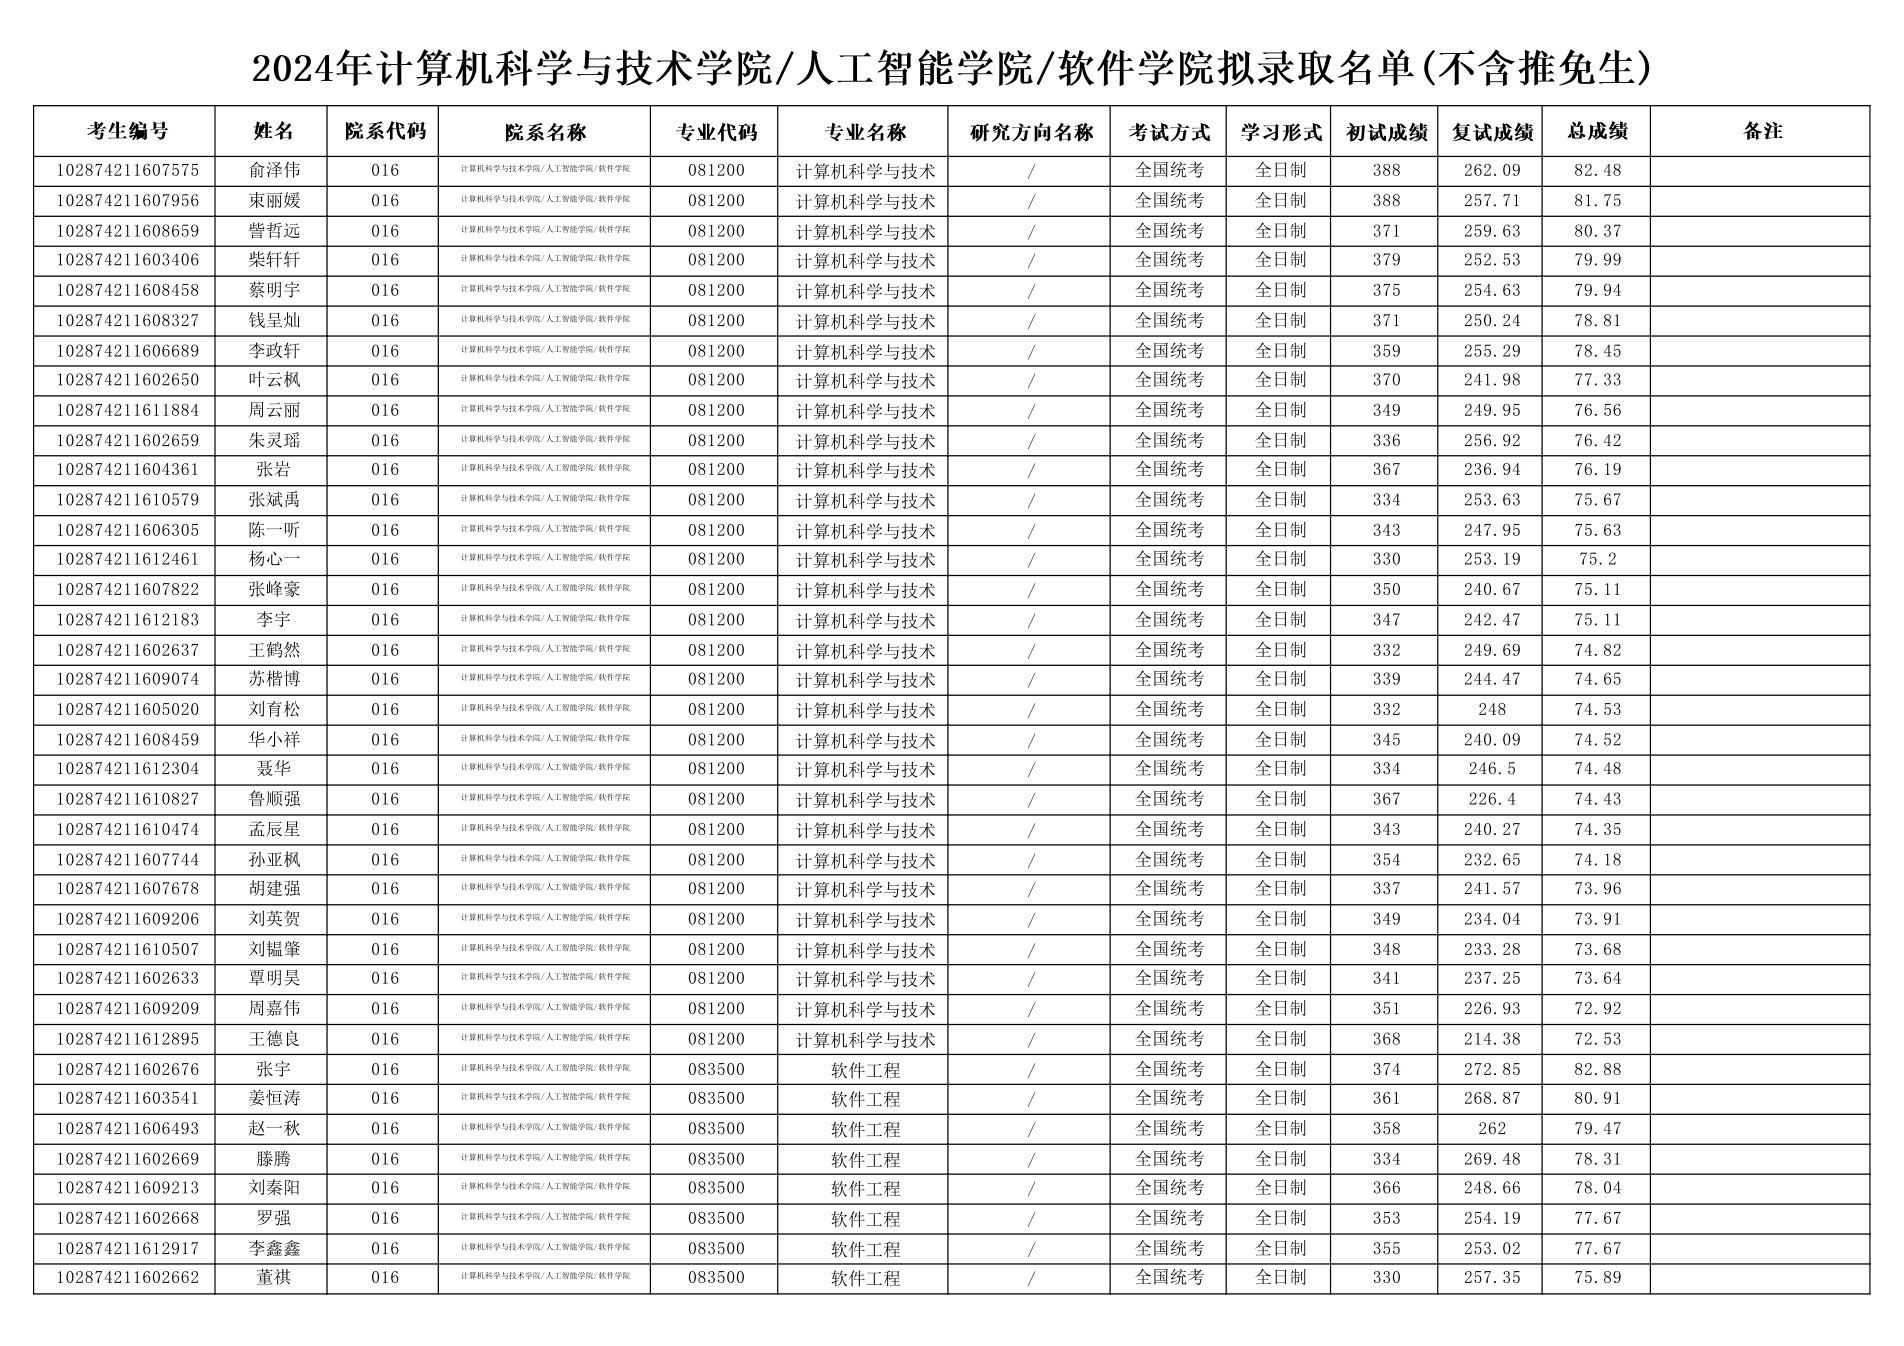 2024年计算机科学与技术学院/人工智能学院/软件学院拟录取名单(不含推免生)
考生编号 姓名 院系代码 院系名称 专业代码 专业名称 研究方向名称 考试方式 学习形式 初试成绩 复试成绩 总成绩 备注
102874211607575 俞泽伟 016 计算机科学与技术学院/人工智能学院/软件学院 081200 计算机科学与技术 / 全国统考 全日制 388 262.09 82.48
102874211607956 束丽媛 016 计算机科学与技术学院/人工智能学院/软件学院 081200 计算机科学与技术 / 全国统考 全日制 388 257.71 81.75
102874211608659 訾哲远 016 计算机科学与技术学院/人工智能学院/软件学院 081200 计算机科学与技术 / 全国统考 全日制 371 259.63 80.37
102874211603406 柴轩轩 016 计算机科学与技术学院/人工智能学院/软件学院 081200 计算机科学与技术 / 全国统考 全日制 379 252.53 79.99
102874211608458 蔡明宇 016 计算机科学与技术学院/人工智能学院/软件学院 081200 计算机科学与技术 / 全国统考 全日制 375 254.63 79.94
102874211608327 钱呈灿 016 计算机科学与技术学院/人工智能学院/软件学院 081200 计算机科学与技术 / 全国统考 全日制 371 250.24 78.81
102874211606689 李政轩 016 计算机科学与技术学院/人工智能学院/软件学院 081200 计算机科学与技术 / 全国统考 全日制 359 255.29 78.45
102874211602650 叶云枫 016 计算机科学与技术学院/人工智能学院/软件学院 081200 计算机科学与技术 / 全国统考 全日制 370 241.98 77.33
102874211611884 周云丽 016 计算机科学与技术学院/人工智能学院/软件学院 081200 计算机科学与技术 / 全国统考 全日制 349 249.95 76.56
102874211602659 朱灵瑶 016 计算机科学与技术学院/人工智能学院/软件学院 081200 计算机科学与技术 / 全国统考 全日制 336 256.92 76.42
102874211604361 张岩 016 计算机科学与技术学院/人工智能学院/软件学院 081200 计算机科学与技术 / 全国统考 全日制 367 236.94 76.19
102874211610579 张斌禹 016 计算机科学与技术学院/人工智能学院/软件学院 081200 计算机科学与技术 / 全国统考 全日制 334 253.63 75.67
102874211606305 陈一听 016 计算机科学与技术学院/人工智能学院/软件学院 081200 计算机科学与技术 / 全国统考 全日制 343 247.95 75.63
102874211612461 杨心一 016 计算机科学与技术学院/人工智能学院/软件学院 081200 计算机科学与技术 / 全国统考 全日制 330 253.19 75.2
102874211607822 张峰豪 016 计算机科学与技术学院/人工智能学院/软件学院 081200 计算机科学与技术 / 全国统考 全日制 350 240.67 75.11
102874211612183 李宇 016 计算机科学与技术学院/人工智能学院/软件学院 081200 计算机科学与技术 / 全国统考 全日制 347 242.47 75.11
102874211602637 王鹤然 016 计算机科学与技术学院/人工智能学院/软件学院 081200 计算机科学与技术 / 全国统考 全日制 332 249.69 74.82
102874211609074 苏楷博 016 计算机科学与技术学院/人工智能学院/软件学院 081200 计算机科学与技术 / 全国统考 全日制 339 244.47 74.65
102874211605020 刘育松 016 计算机科学与技术学院/人工智能学院/软件学院 081200 计算机科学与技术 / 全国统考 全日制 332 248 74.53
102874211608459 华小祥 016 计算机科学与技术学院/人工智能学院/软件学院 081200 计算机科学与技术 / 全国统考 全日制 345 240.09 74.52
102874211612304 聂华 016 计算机科学与技术学院/人工智能学院/软件学院 081200 计算机科学与技术 / 全国统考 全日制 334 246.5 74.48
102874211610827 鲁顺强 016 计算机科学与技术学院/人工智能学院/软件学院 081200 计算机科学与技术 / 全国统考 全日制 367 226.4 74.43
102874211610474 孟辰星 016 计算机科学与技术学院/人工智能学院/软件学院 081200 计算机科学与技术 / 全国统考 全日制 343 240.27 74.35
102874211607744 孙亚枫 016 计算机科学与技术学院/人工智能学院/软件学院 081200 计算机科学与技术 / 全国统考 全日制 354 232.65 74.18
102874211607678 胡建强 016 计算机科学与技术学院/人工智能学院/软件学院 081200 计算机科学与技术 / 全国统考 全日制 337 241.57 73.96
102874211609206 刘英贺 016 计算机科学与技术学院/人工智能学院/软件学院 081200 计算机科学与技术 / 全国统考 全日制 349 234.04 73.91
102874211610507 刘韫肇 016 计算机科学与技术学院/人工智能学院/软件学院 081200 计算机科学与技术 / 全国统考 全日制 348 233.28 73.68
102874211602633 覃明昊 016 计算机科学与技术学院/人工智能学院/软件学院 081200 计算机科学与技术 / 全国统考 全日制 341 237.25 73.64
102874211609209 周嘉伟 016 计算机科学与技术学院/人工智能学院/软件学院 081200 计算机科学与技术 / 全国统考 全日制 351 226.93 72.92
102874211612895 王德良 016 计算机科学与技术学院/人工智能学院/软件学院 081200 计算机科学与技术 / 全国统考 全日制 368 214.38 72.53
102874211602676 张宇 016 计算机科学与技术学院/人工智能学院/软件学院 083500 软件工程 / 全国统考 全日制 374 272.85 82.88
102874211603541 姜恒涛 016 计算机科学与技术学院/人工智能学院/软件学院 083500 软件工程 / 全国统考 全日制 361 268.87 80.91
102874211606493 赵一秋 016 计算机科学与技术学院/人工智能学院/软件学院 083500 软件工程 / 全国统考 全日制 358 262 79.47
102874211602669 滕腾 016 计算机科学与技术学院/人工智能学院/软件学院 083500 软件工程 / 全国统考 全日制 334 269.48 78.31
102874211609213 刘秦阳 016 计算机科学与技术学院/人工智能学院/软件学院 083500 软件工程 / 全国统考 全日制 366 248.66 78.04
102874211602668 罗强 016 计算机科学与技术学院/人工智能学院/软件学院 083500 软件工程 / 全国统考 全日制 353 254.19 77.67
102874211612917 李鑫鑫 016 计算机科学与技术学院/人工智能学院/软件学院 083500 软件工程 / 全国统考 全日制 355 253.02 77.67
102874211602662 董祺 016 计算机科学与技术学院/人工智能学院/软件学院 083500 软件工程 / 全国统考 全日制 330 257.35 75.89